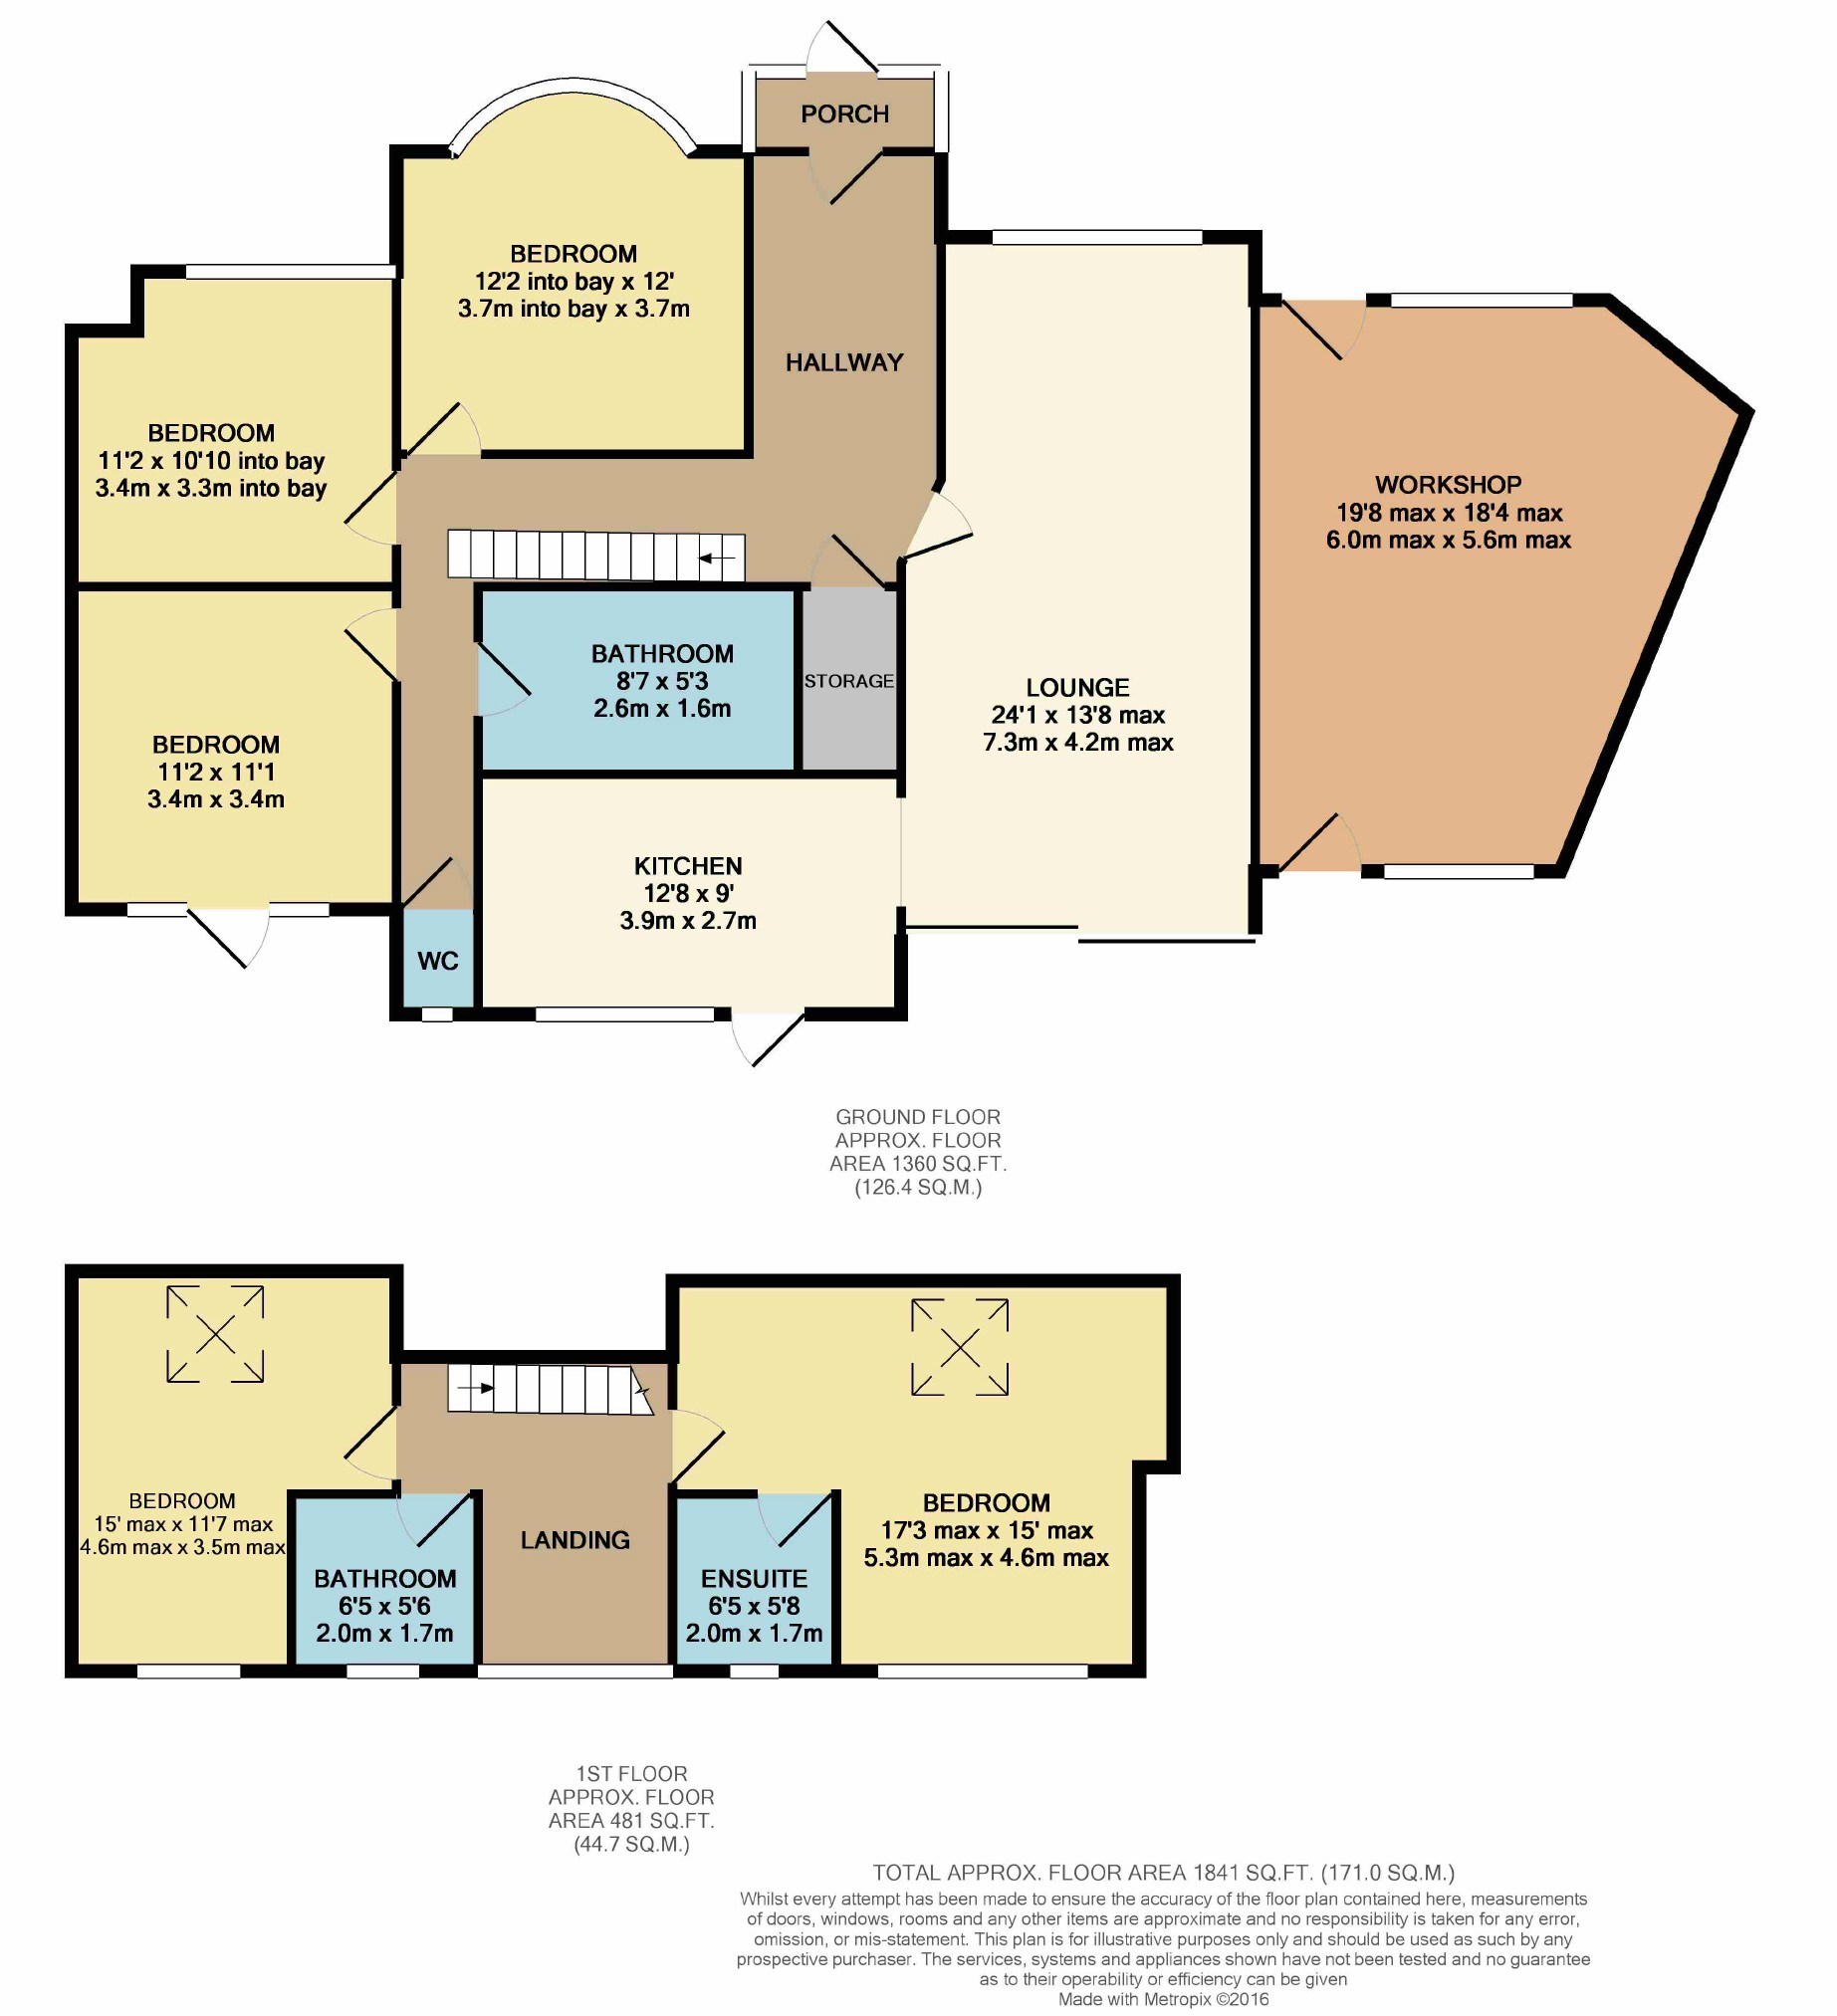 PORCH
BEDROOM
12'2 into bay x 12'
3.7m into bay x 3.7m
HALLWAY
BEDROOM
11'2 x 10'10 into bay
3.4m x 3.3m into bay
WORKSHOP
19'8 max x 18'4 max
6.0m max x 5.6m max
BATHROOM
8'7 x 5'3
2.6m x 1.6m
STORAGE
LOUNGE
24'1 x 13'8 max
7.3m x 4.2m max
BEDROOM
11'2 x 11'1
3.4m x 3.4m
KITCHEN
12'8 x 9'
3.9m x 2.7m
WC
GROUND FLOOR
APPROX. FLOOR
AREA 1360 SQ.FT.
(126.4 SQ.M.)
BEDROOM
15' max x 11'7 max
4.6m max x 3.5m max
BATHROOM
6'5 x 5'6
2.0m x 1.7m
LANDING
ENSUITE
6'5 x 5'8
2.0m x 1.7m
BEDROOM
17'3 max x 15' max
5.3m max x 4.6m max
1ST FLOOR
APPROX. FLOOR
AREA 481 SQ.FT.
(44.7 SQ.M.)
TOTAL APPROX. FLOOR AREA 1841 SQ.FT. (171.0 SQ.M.)
Whilst every attempt has been made to ensure the accuracy of the floor plan contained here, measurements
of doors, windows, rooms and any other items are approximate and no responsibility is taken for any error,
omission, or mis-statement. This plan is for illustrative purposes only and should be used as such by any
prospective purchaser. The services, systems and appliances shown have not been tested and no guarantee
as to their operability or efficiency can be given
Made with Metropix ©2016